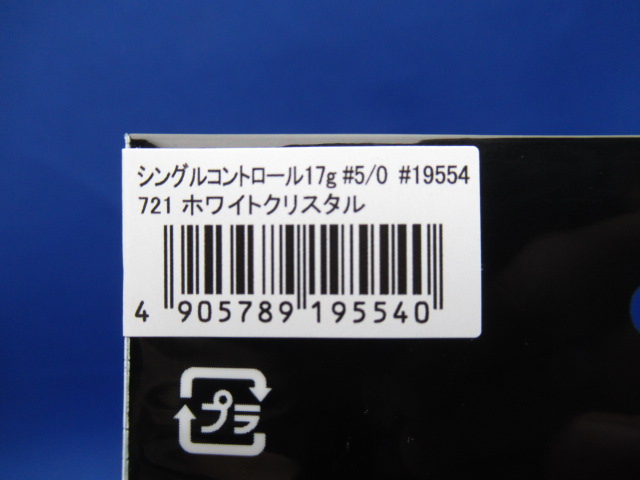 シングルコントロール17g #5/0 #19554
721 ホワイトクリスタル
4 905789 195540
プラ